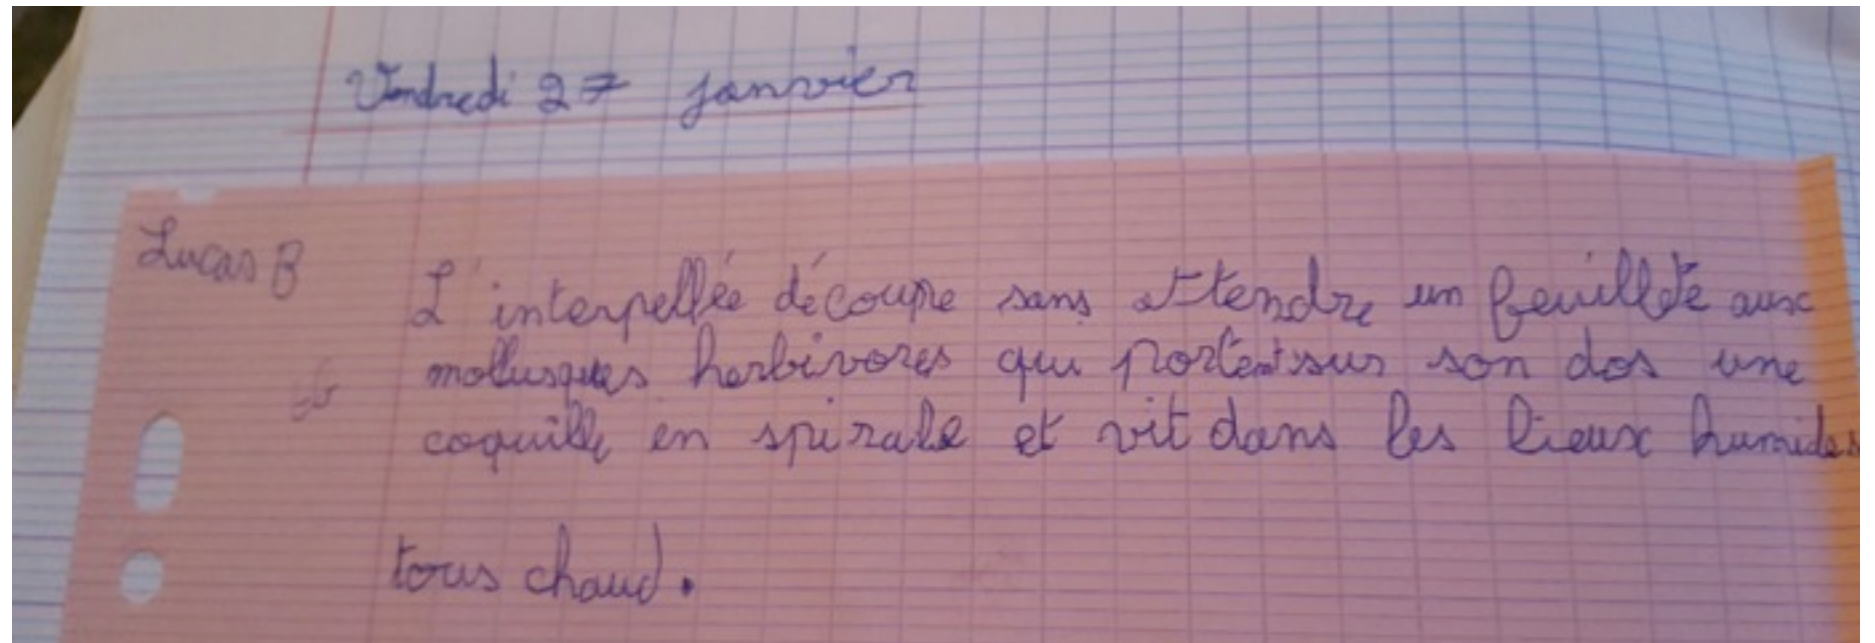 Vendredi 27 janvier
Lucas B
L'interpellée découpe sans attendre un feuilleté aux
mollusques herbivores qui portent sur son dos une
coquille en spirale et vit dans les lieux humides
tous chaud.